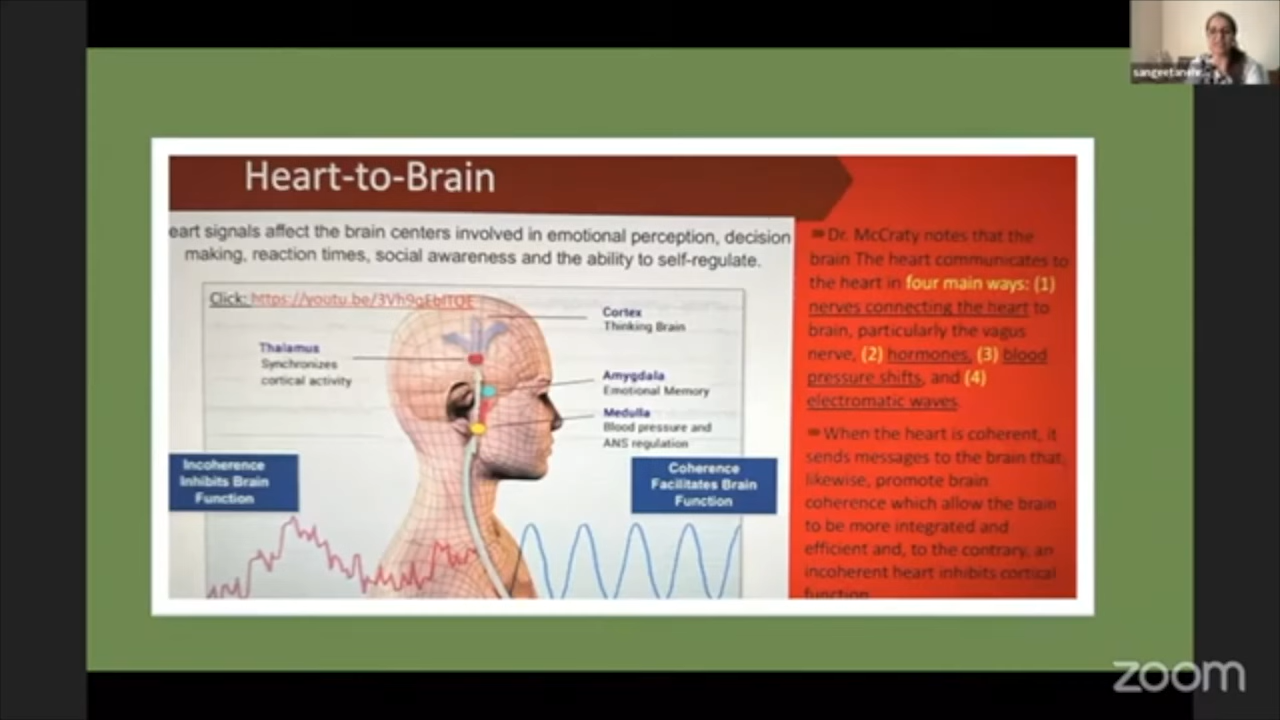 Heart-to-Brain
eart signals affect the brain centers involved in emotional perception, decision
making, reaction times, social awareness and the ability to self-regulate.
Click: https://youtu.be/
Cortex
Thinking Brain
Thalamus
Synchronizes
cortical activity
Amygdala
Emotional Memory
Medulla
Blood pressure and
ANS regulation
Incoherence
Inhibits Brain
Function
Coherence
Facilitates Brain
Function
Dr. McCraty notes that the
brain The heart communicates to
the heart in four main ways: (1)
nerves connecting the heart to
brain, particularly the vagus
nerve, (2) hormones, (3) blood
pressure shifts, and (4)
electromatic waves.
When the heart is coherent, it
sends messages to the brain that,
likewise, promote brain
coherence which allow the brain
to be more integrated and
efficient and, to the contrary, an
incoherent heart inhibits cortical
function
zoom